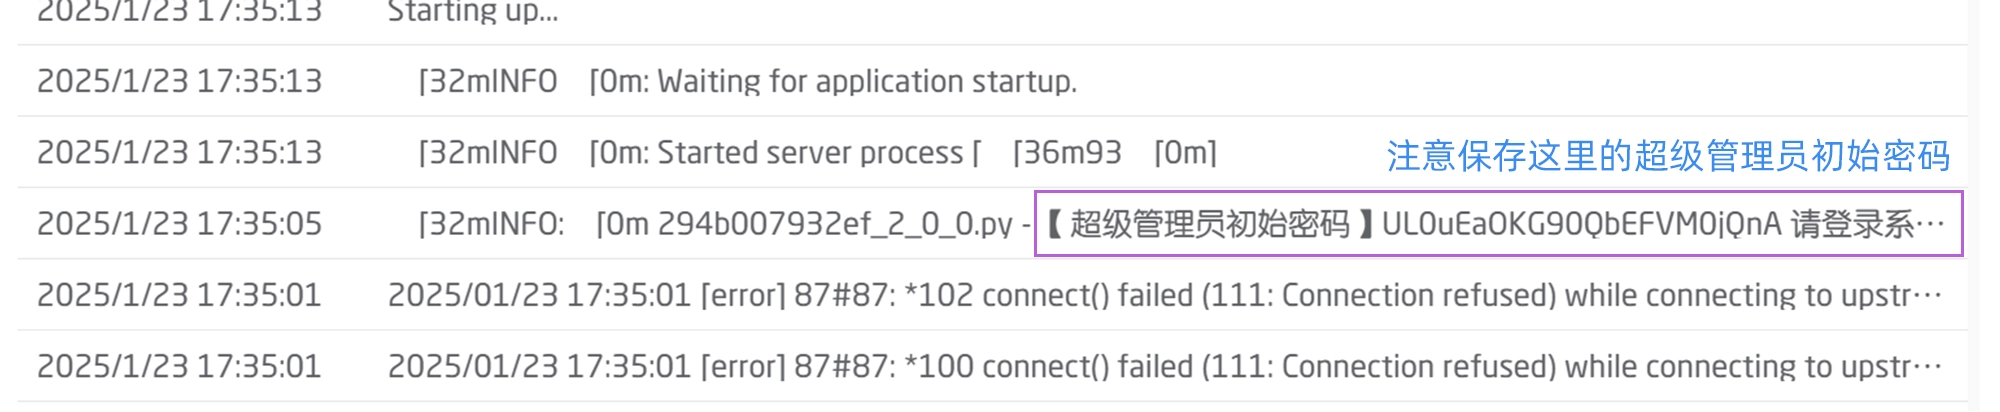 2025/1/23 17:35:13 Starting up...
2025/1/23 17:35:13 [32mINFO [0m: Waiting for application startup.
2025/1/23 17:35:13 [32mINFO [0m: Started server process [ [36m93 [0m]
注意保存这里的超级管理员初始密码
2025/1/23 17:35:05 [32mINFO: [0m 294b007932ef_2_0_0.py - 【超级管理员初始密码】UL0uEaOKG90QbEFVM0jQnA 请登录系…
2025/1/23 17:35:01 2025/01/23 17:35:01 [error] 87#87: *102 connect() failed (111: Connection refused) while connecting to upstr…
2025/1/23 17:35:01 2025/01/23 17:35:01 [error] 87#87: *100 connect() failed (111: Connection refused) while connecting to upstr…